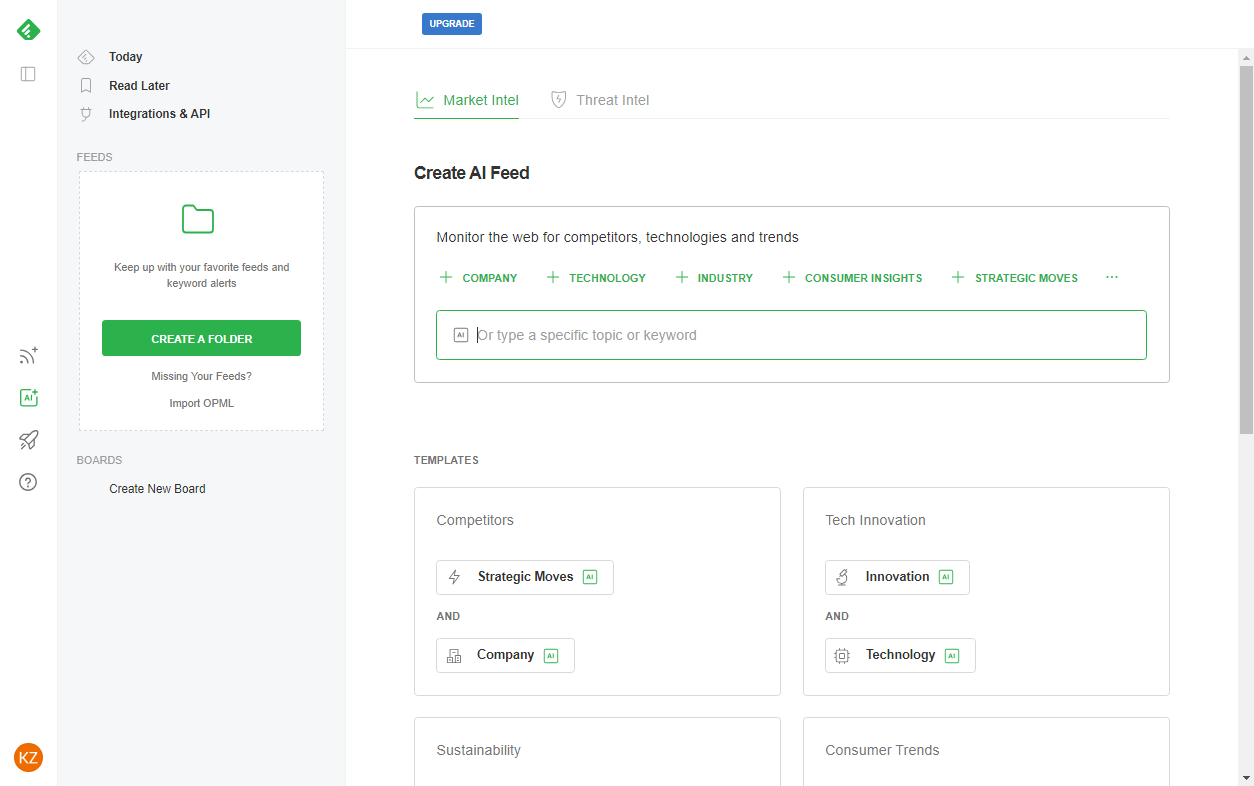 UPGRADE
Today
Read Later
Integrations & API
FEEDS
Keep up with your favorite feeds and
keyword alerts
CREATE A FOLDER
Missing Your Feeds?
Import OPML
BOARDS
Create New Board
AI
KZ
Market Intel
Threat Intel
Create AI Feed
Monitor the web for competitors, technologies and trends
COMPANY
TECHNOLOGY
INDUSTRY
CONSUMER INSIGHTS
STRATEGIC MOVES
AI Or type a specific topic or keyword
TEMPLATES
Competitors
Strategic Moves AI
AND
Company AI
Tech Innovation
Innovation AI
AND
Technology AI
Sustainability
Consumer Trends